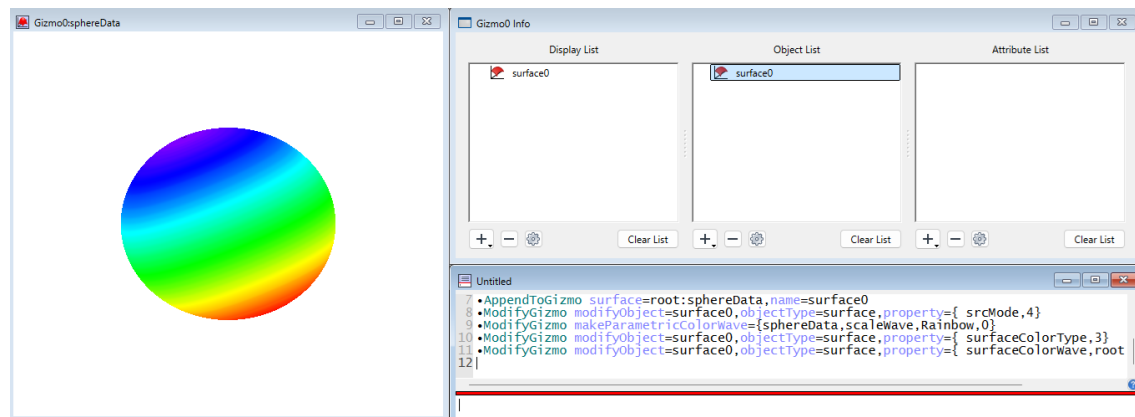 Gizmo0:sphereData
Gizmo0 Info
Display List
Object List
Attribute List
surface0
surface0
Clear List
Clear List
Clear List
Untitled
7 •AppendToGizmo surface=root:sphereData,name=surface0
8 •ModifyGizmo modifyObject=surface0,objectType=surface,property={ srcMode,4}
9 •ModifyGizmo makeParametricColorWave={sphereData,scaleWave,Rainbow,0}
10 •ModifyGizmo modifyObject=surface0,objectType=surface,property={ surfaceColorType,3}
11 •ModifyGizmo modifyObject=surface0,objectType=surface,property={ surfaceColorWave,root
12